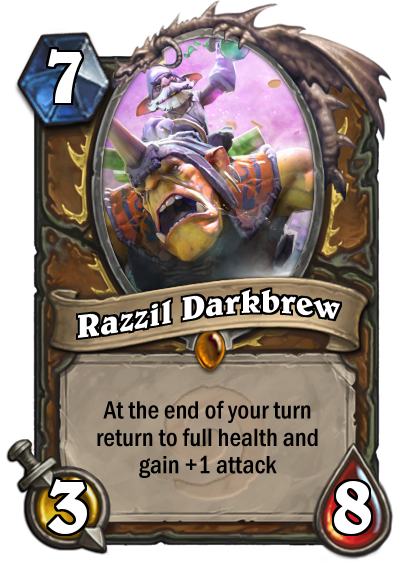 7
Razzil Darkbrew
At the end of your turn
return to full health and
gain +1 attack
3
8